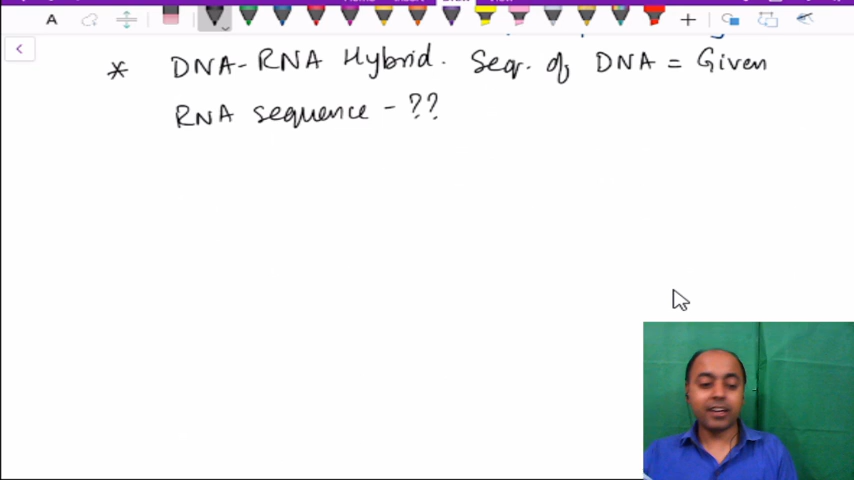 * DNA-RNA Hybrid. Seq. of DNA = Given
RNA sequence - ??